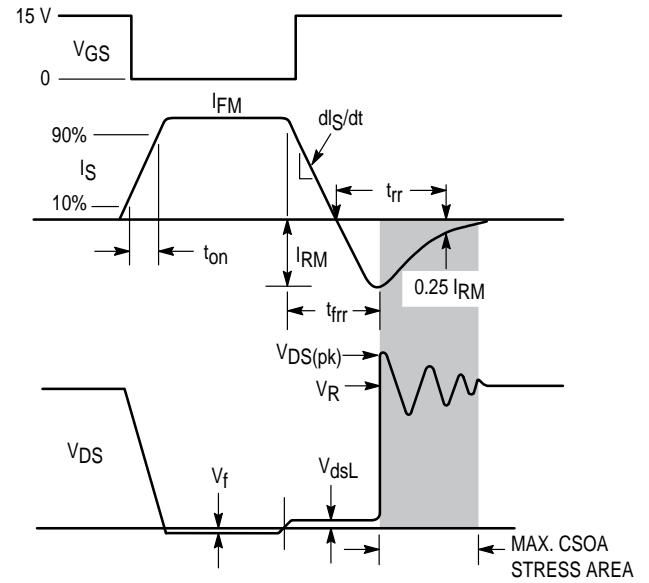 15 V
VGS
0
IFM
90%
dIS/dt
IS
trr
10%
ton
IRM
0.25 IRM
tfrr
VDS(pk)
VR
VDS
Vf
VdsL
MAX. CSOA
STRESS AREA